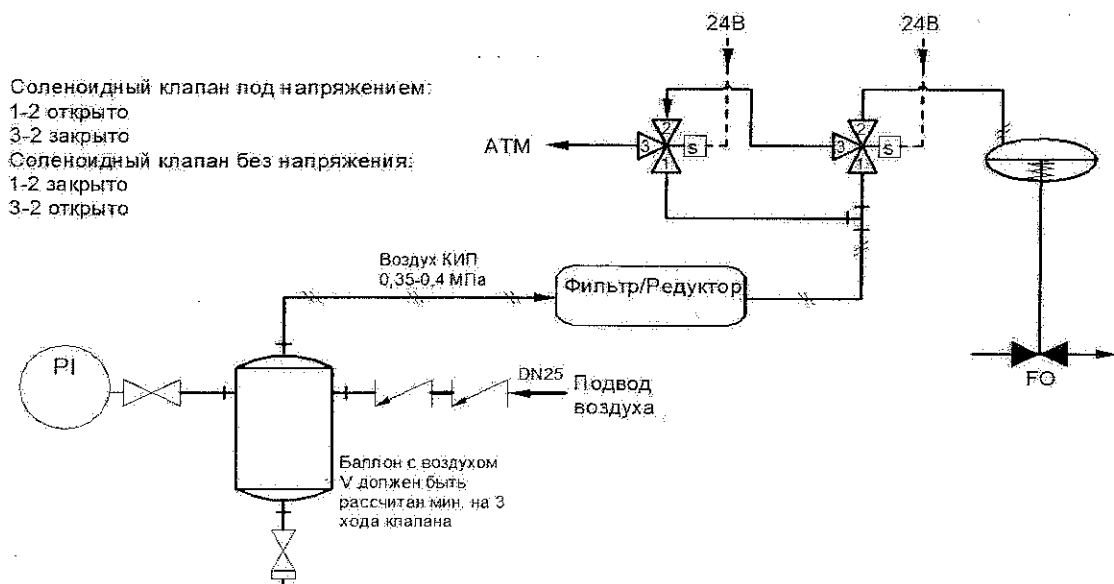 24В
24В
Соленоидный клапан под напряжением:
1-2 открыто
3-2 закрыто
Соленоидный клапан без напряжения:
1-2 закрыто
3-2 открыто
АТМ
2
3
S
1
2
3
S
1
Воздух КИП
0,35-0,4 МПа
Фильтр/Редуктор
PI
DN25
Подвод
воздуха
FO
Баллон с воздухом
V должен быть
рассчитан мин. на 3
хода клапана